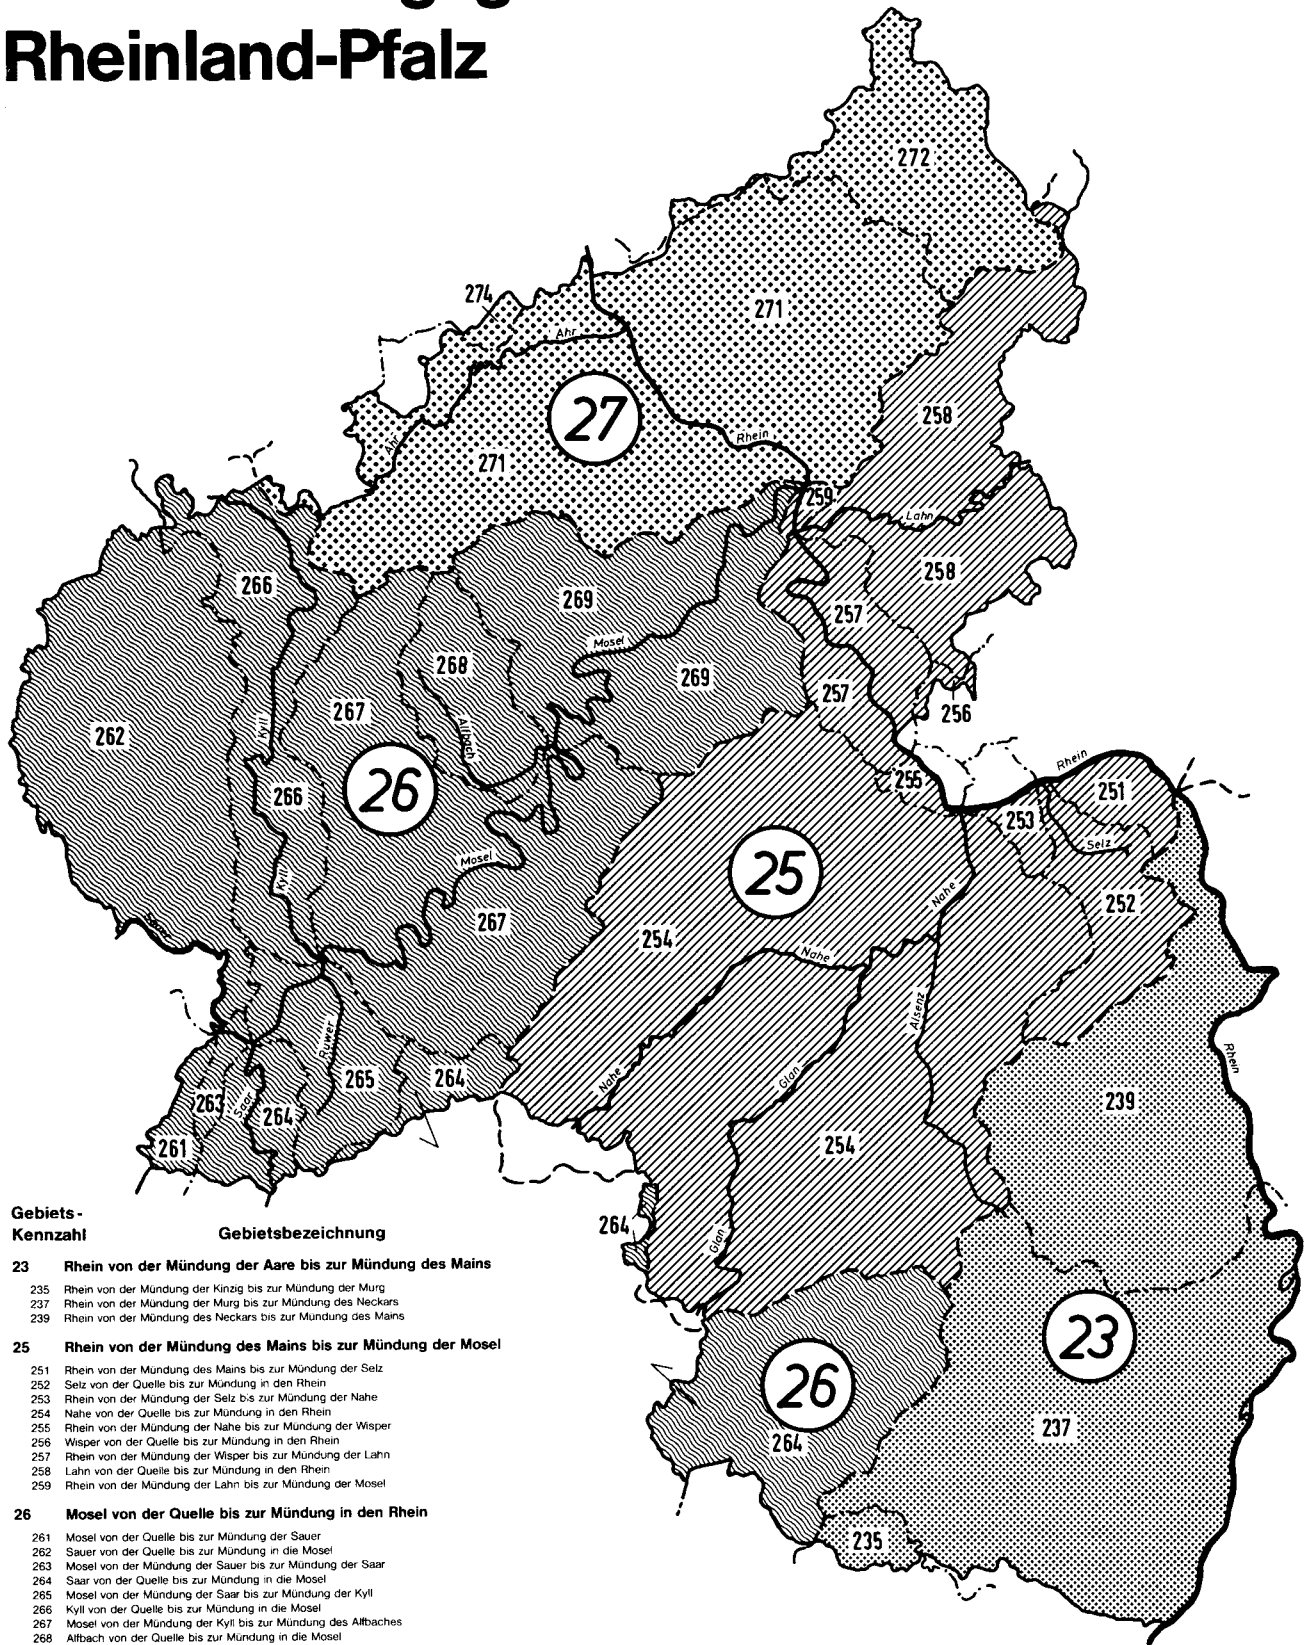 Rheinland-Pfalz
272
274
271
Ahr
27
258
Rhein
Ahr
271
259
Lahn
258
266
269
257
Mosel
268
269
257
256
267
Kyll
Alfbach
262
Rhein
255
251
266
26
253
Selz
25
Mosel
Kyll
Nahe
252
267
254
Sauer
Nahe
Alsenz
Ruwer
Rhein
Nahe
Glan
265
264
263
Saar
264
239
261
254
264
Glan
23
26
237
264
235
Gebiets-
Kennzahl Gebietsbezeichnung
23 Rhein von der Mündung der Aare bis zur Mündung des Mains
235 Rhein von der Mündung der Kinzig bis zur Mündung der Murg
237 Rhein von der Mündung der Murg bis zur Mündung des Neckars
239 Rhein von der Mündung des Neckars bis zur Mündung des Mains
25 Rhein von der Mündung des Mains bis zur Mündung der Mosel
251 Rhein von der Mündung des Mains bis zur Mündung der Selz
252 Selz von der Quelle bis zur Mündung in den Rhein
253 Rhein von der Mündung der Selz bis zur Mündung der Nahe
254 Nahe von der Quelle bis zur Mündung in den Rhein
255 Rhein von der Mündung der Nahe bis zur Mündung der Wisper
256 Wisper von der Quelle bis zur Mündung in den Rhein
257 Rhein von der Mündung der Wisper bis zur Mündung der Lahn
258 Lahn von der Quelle bis zur Mündung in den Rhein
259 Rhein von der Mündung der Lahn bis zur Mündung der Mosel
26 Mosel von der Quelle bis zur Mündung in den Rhein
261 Mosel von der Quelle bis zur Mündung der Sauer
262 Sauer von der Quelle bis zur Mündung in die Mosel
263 Mosel von der Mündung der Sauer bis zur Mündung der Saar
264 Saar von der Quelle bis zur Mündung in die Mosel
265 Mosel von der Mündung der Saar bis zur Mündung der Kyll
266 Kyll von der Quelle bis zur Mündung in die Mosel
267 Mosel von der Mündung der Kyll bis zur Mündung des Alfbaches
268 Alfbach von der Quelle bis zur Mündung in die Mosel